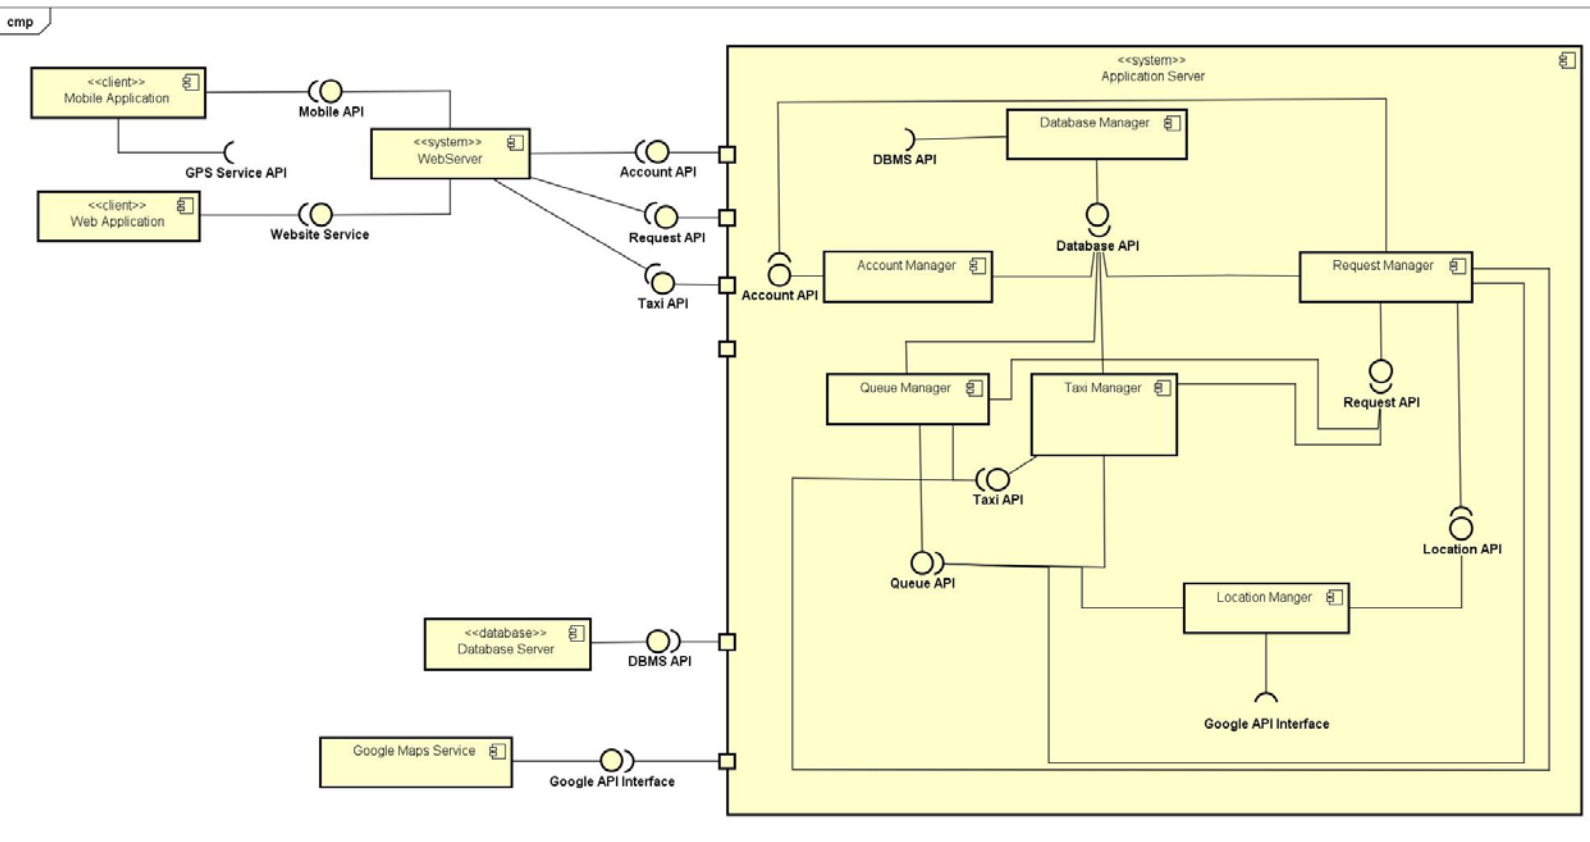 cmp
<<system>>
Application Server
<<client>>
Mobile Application
Mobile API
GPS Service API
<<system>>
WebServer
<<client>>
Web Application
Website Service
Account API
Request API
Taxi API
Database Manager
DBMS API
Database API
Account Manager
Account API
Request Manager
Queue Manager
Taxi Manager
Request API
Taxi API
Location API
Queue API
Location Manger
Google API Interface
<<database>>
Database Server
DBMS API
Google Maps Service
Google API Interface